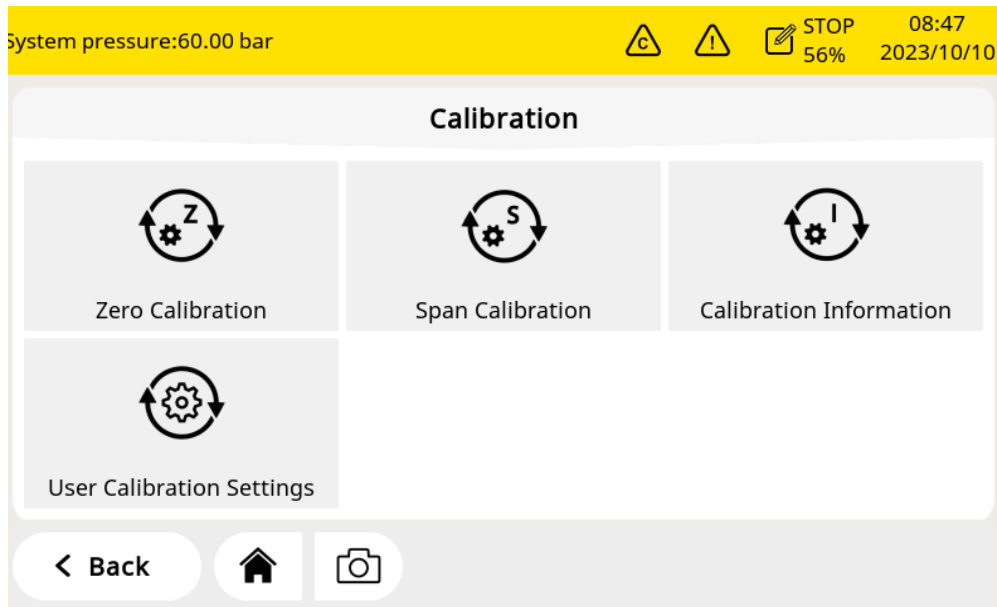 System pressure:60.00 bar
C
!
STOP
56%
08:47
2023/10/10
Calibration
Z
S
I
Zero Calibration
Span Calibration
Calibration Information
User Calibration Settings
Back